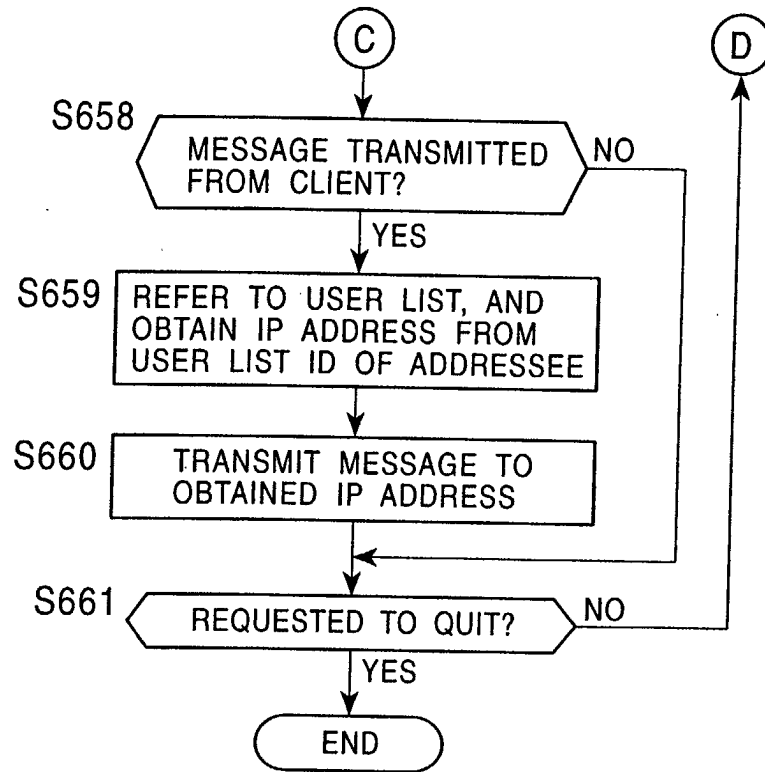 C
D
S658
MESSAGE TRANSMITTED
FROM CLIENT?
NO
YES
S659
REFER TO USER LIST, AND
OBTAIN IP ADDRESS FROM
USER LIST ID OF ADDRESSEE
S660
TRANSMIT MESSAGE TO
OBTAINED IP ADDRESS
S661
REQUESTED TO QUIT?
NO
YES
END